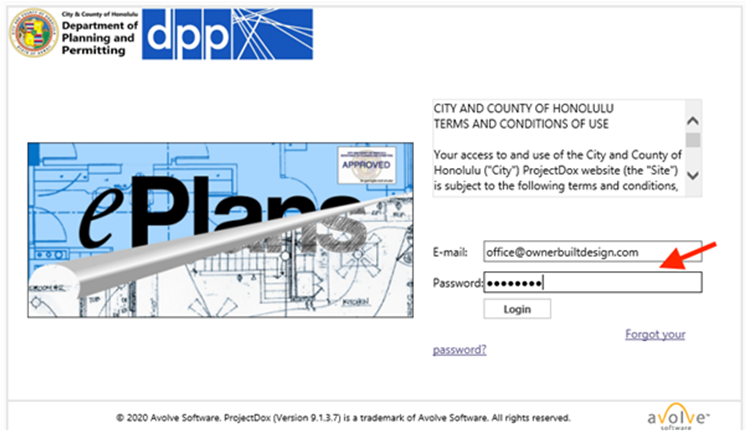 City & County of Honolulu
Department of
Planning and
Permitting
dpp
CITY AND COUNTY OF HONOLULU
TERMS AND CONDITIONS OF USE
Your access to and use of the City and County of
Honolulu ("City") ProjectDox website (the "Site")
is subject to the following terms and conditions,
APPROVED
ePlans
KITCHEN
E-mail: office@ownerbuiltdesign.com
Password: ••••••••
Login
Forgot your
password?
© 2020 Avolve Software. ProjectDox (Version 9.1.3.7) is a trademark of Avolve Software. All rights reserved.
avolve
software